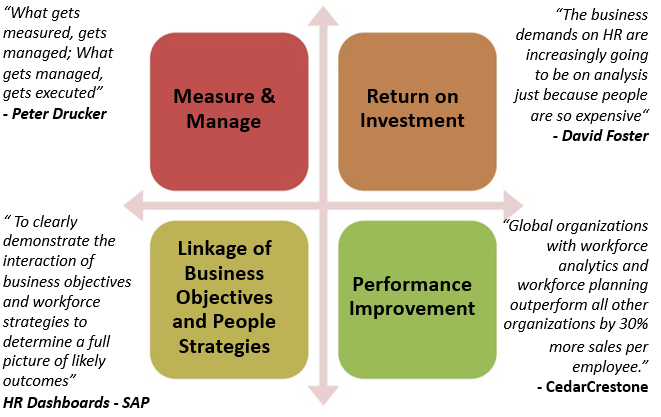 “What gets
measured, gets
managed; What
gets managed,
gets executed”
- Peter Drucker
Measure &
Manage
Return on
Investment
“The business
demands on HR are
increasingly going
to be on analysis
just because people
are so expensive“
- David Foster
“ To clearly
demonstrate the
interaction of
business objectives
and workforce
strategies to
determine a full
picture of likely
outcomes”
HR Dashboards - SAP
Linkage of
Business
Objectives
and People
Strategies
Performance
Improvement
“Global organizations
with workforce
analytics and
workforce planning
outperform all other
organizations by 30%
more sales per
employee.”
- CedarCrestone